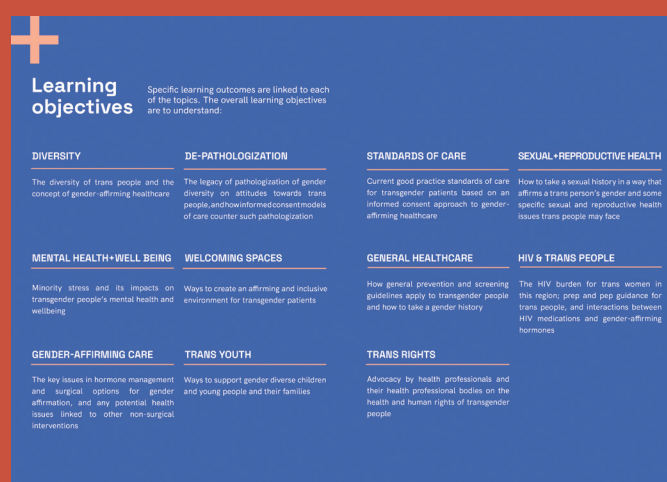 Learning
objectives
Specific learning outcomes are linked to each
of the topics. The overall learning objectives
are to understand:
DIVERSITY
The diversity of trans people and the
concept of gender-affirming healthcare
DE-PATHOLOGIZATION
The legacy of pathologization of gender
diversity on attitudes towards trans
people, and how informed consent models
of care counter such pathologization
STANDARDS OF CARE
Current good practice standards of care
for transgender patients based on an
informed consent approach to gender-
affirming healthcare
SEXUAL+REPRODUCTIVE HEALTH
How to take a sexual history in a way that
affirms a trans person's gender and some
specific sexual and reproductive health
issues trans people may face
MENTAL HEALTH+WELL BEING
Minority stress and its impacts on
transgender people's mental health and
wellbeing
WELCOMING SPACES
Ways to create an affirming and inclusive
environment for transgender patients
GENERAL HEALTHCARE
How general prevention and screening
guidelines apply to transgender people
and how to take a gender history
HIV & TRANS PEOPLE
The HIV burden for trans women in
this region; prep and pep guidance for
trans people, and interactions between
HIV medications and gender-affirming
hormones
GENDER-AFFIRMING CARE
The key issues in hormone management
and surgical options for gender
affirmation, and any potential health
issues linked to other non-surgical
interventions
TRANS YOUTH
Ways to support gender diverse children
and young people and their families
TRANS RIGHTS
Advocacy by health professionals and
their health professional bodies on the
health and human rights of transgender
people